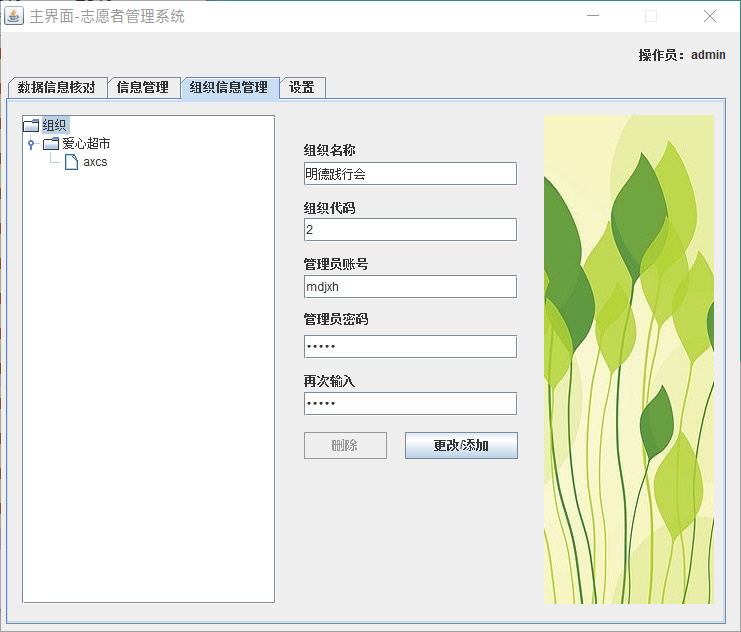 主界面-志愿者管理系统
操作员：admin
数据信息核对 信息管理 组织信息管理 设置
组织
爱心超市
axcs
组织名称
明德践行会
组织代码
2
管理员账号
mdjxh
管理员密码
•••••
再次输入
•••••
删除 更改/添加